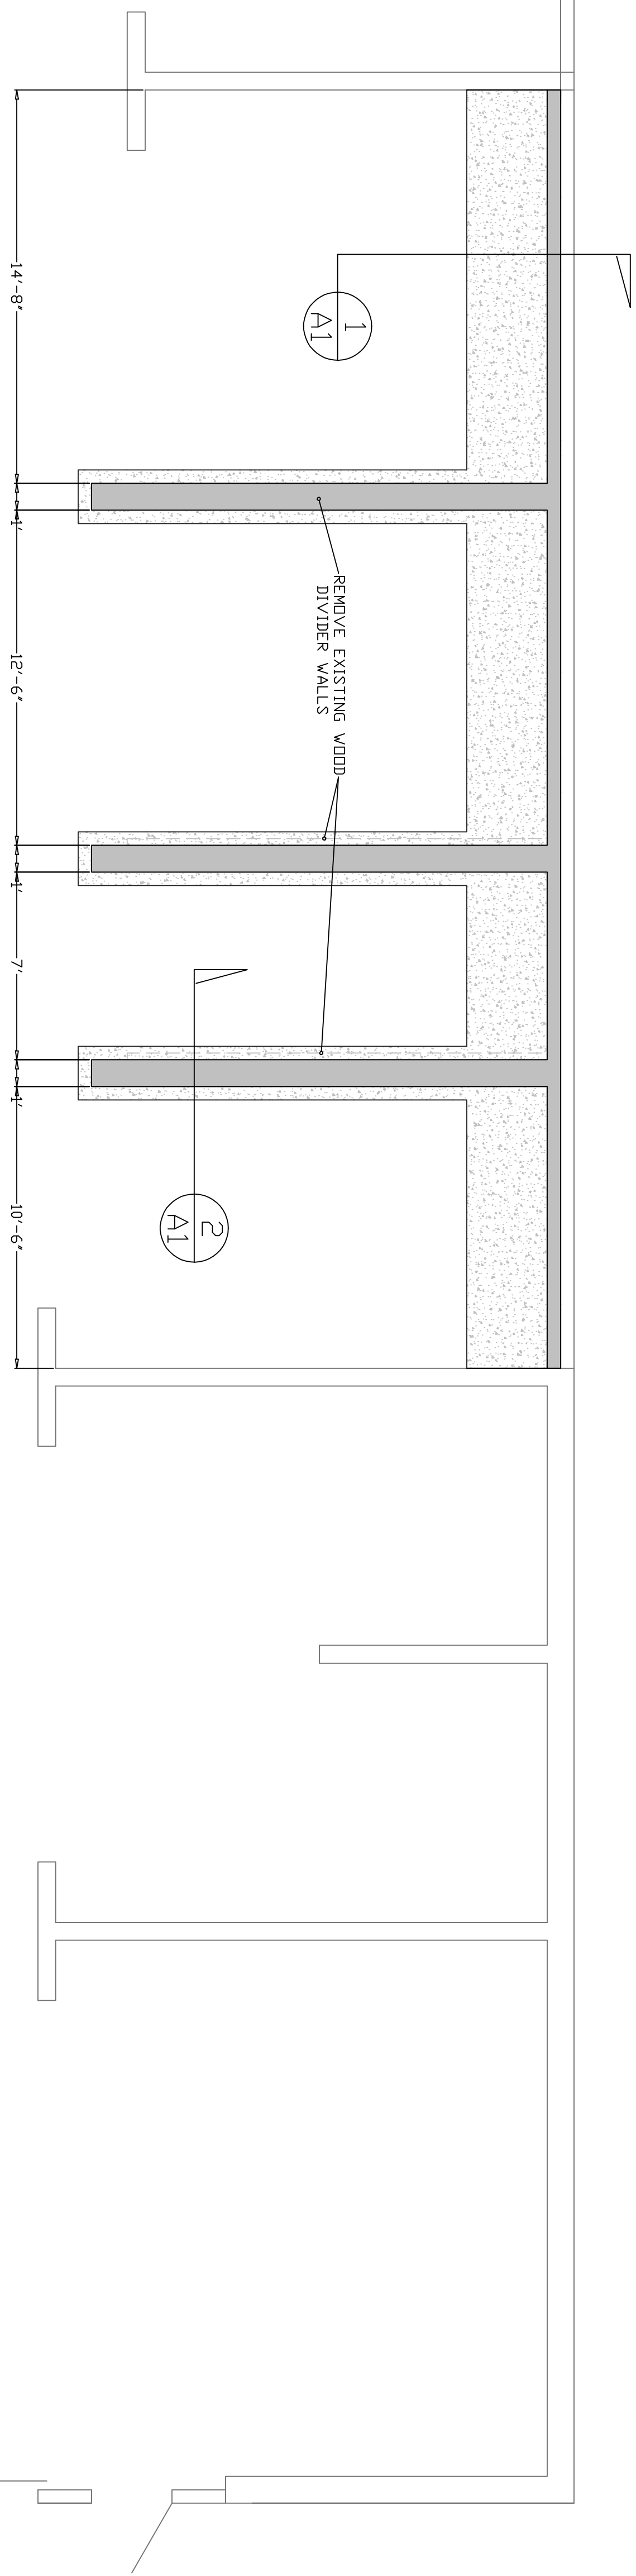 1
A1
REMOVE EXISTING WOOD
DIVIDER WALLS
2
A1
14'-8"
1'
12'-6"
1'
7'
1'
10'-6"